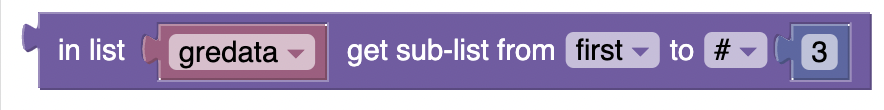 in list gredata get sub-list from first to # 3